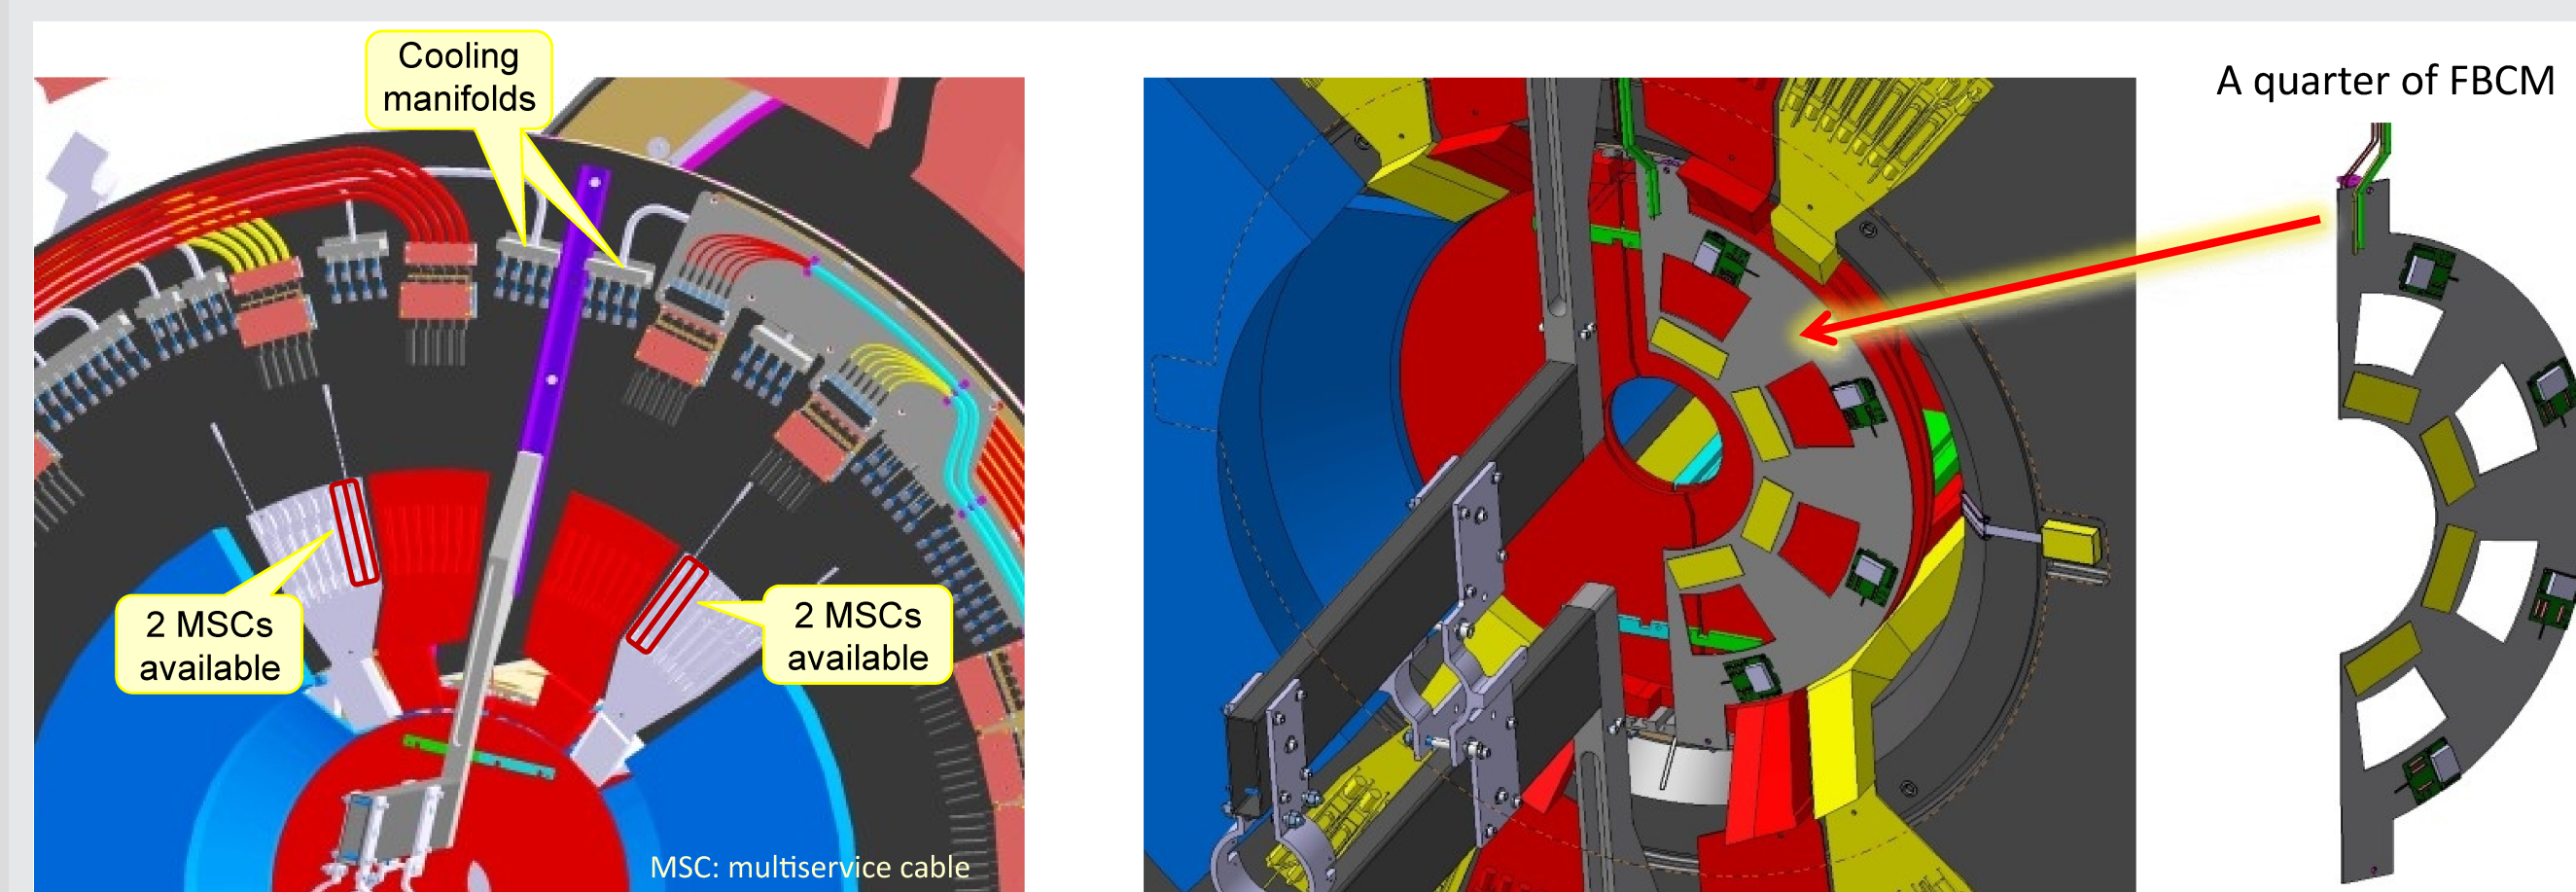 Cooling
manifolds
2 MSCs
available
2 MSCs
available
MSC: multiservice cable
A quarter of FBCM